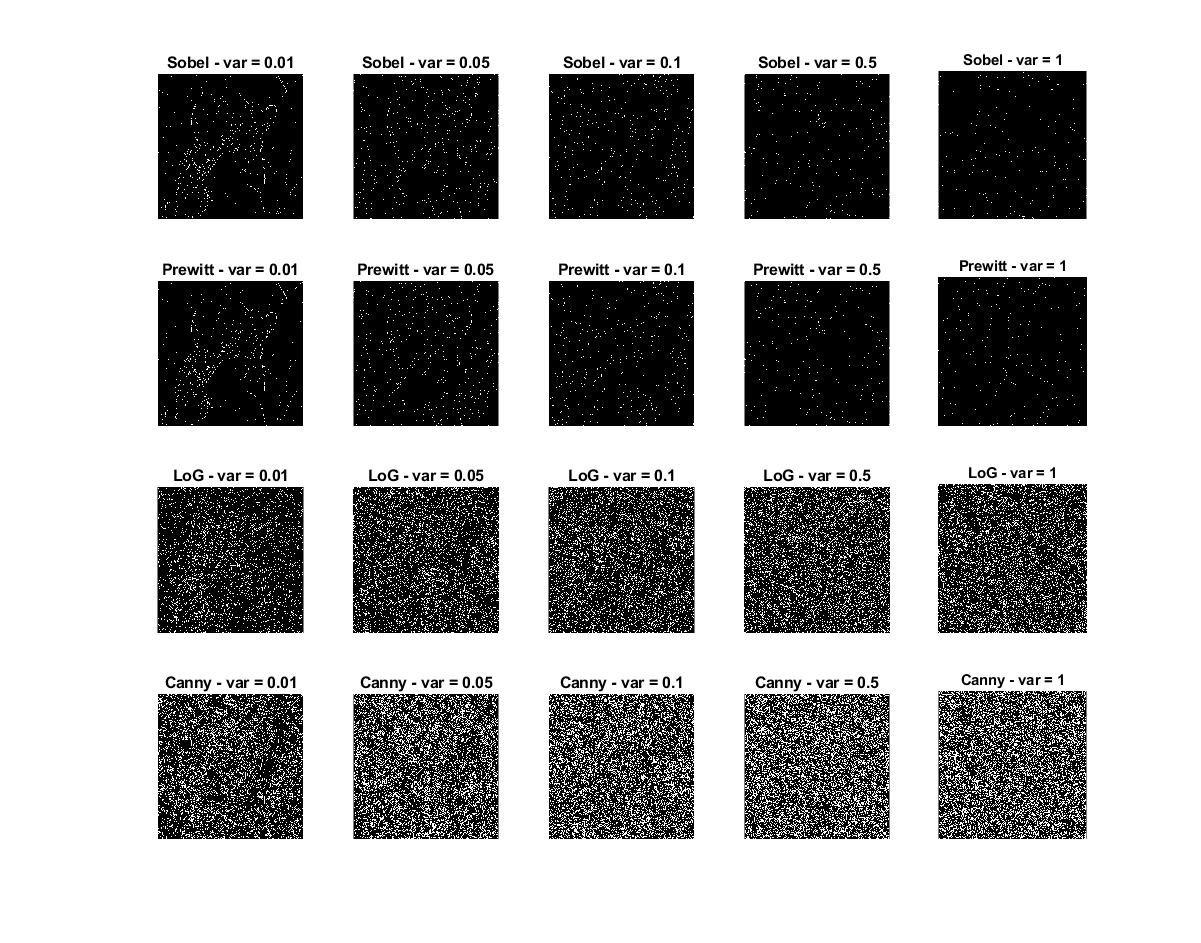 Sobel - var = 0.01
Sobel - var = 0.05
Sobel - var = 0.1
Sobel - var = 0.5
Sobel - var = 1
Prewitt - var = 0.01
Prewitt - var = 0.05
Prewitt - var = 0.1
Prewitt - var = 0.5
Prewitt - var = 1
LoG - var = 0.01
LoG - var = 0.05
LoG - var = 0.1
LoG - var = 0.5
LoG - var = 1
Canny - var = 0.01
Canny - var = 0.05
Canny - var = 0.1
Canny - var = 0.5
Canny - var = 1